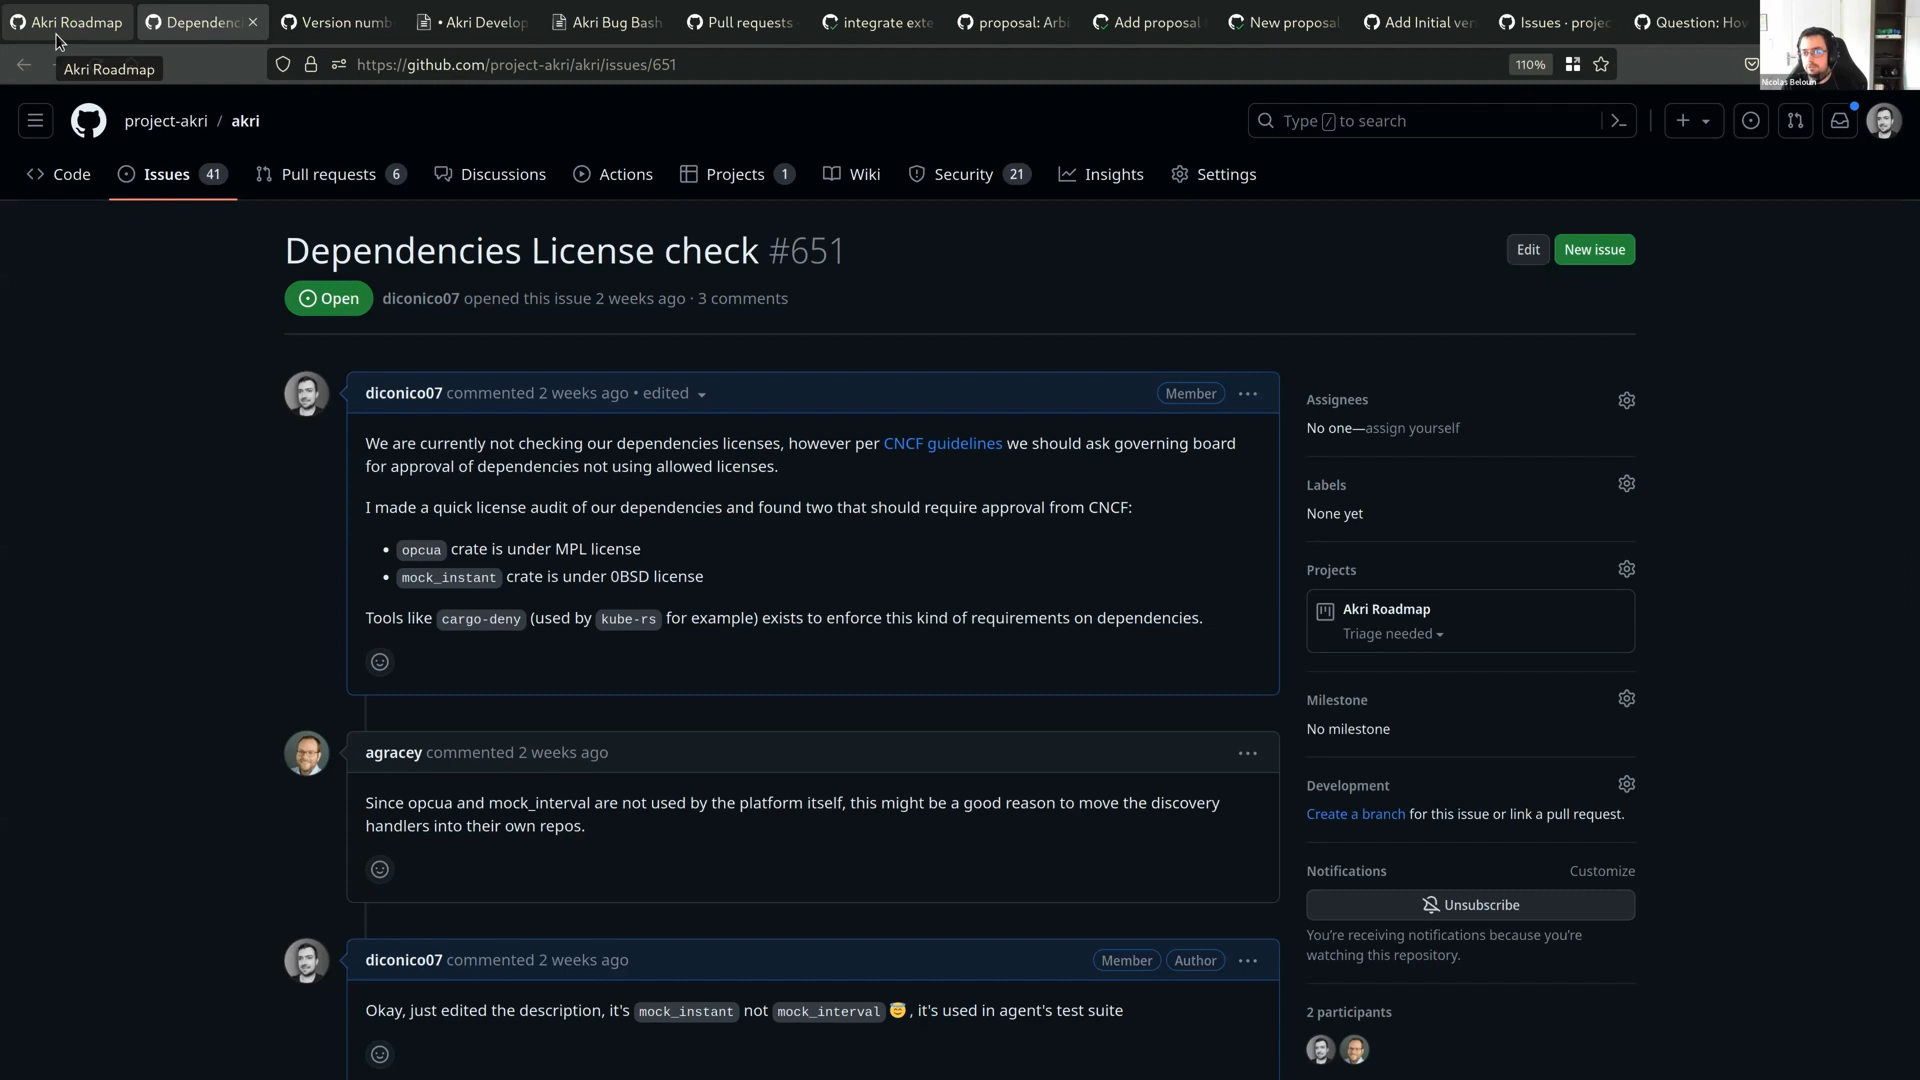 Akri Roadmap
Dependenc
Version numb
• Akri Develop
Akri Bug Bash
Pull requests
integrate exte
proposal: Arbi
Add proposal
New proposal
Add Initial ver
Issues · projec
Question: How
Akri Roadmap
https://github.com/project-akri/akri/issues/651
110%
Nicolas Belouin
project-akri / akri
Type / to search
Code
Issues 41
Pull requests 6
Discussions
Actions
Projects 1
Wiki
Security 21
Insights
Settings
Dependencies License check #651
Edit
New issue
Open
diconico07 opened this issue 2 weeks ago · 3 comments
diconico07 commented 2 weeks ago • edited
Member
We are currently not checking our dependencies licenses, however per CNCF guidelines we should ask governing board
for approval of dependencies not using allowed licenses.
I made a quick license audit of our dependencies and found two that should require approval from CNCF:
• opcua crate is under MPL license
• mock_instant crate is under 0BSD license
Tools like cargo-deny (used by kube-rs for example) exists to enforce this kind of requirements on dependencies.
agracey commented 2 weeks ago
Since opcua and mock_interval are not used by the platform itself, this might be a good reason to move the discovery
handlers into their own repos.
diconico07 commented 2 weeks ago
Member
Author
Okay, just edited the description, it's mock_instant not mock_interval 😇 , it's used in agent's test suite
Assignees
No one—assign yourself
Labels
None yet
Projects
Akri Roadmap
Triage needed
Milestone
No milestone
Development
Create a branch for this issue or link a pull request.
Notifications
Customize
Unsubscribe
You're receiving notifications because you're
watching this repository.
2 participants